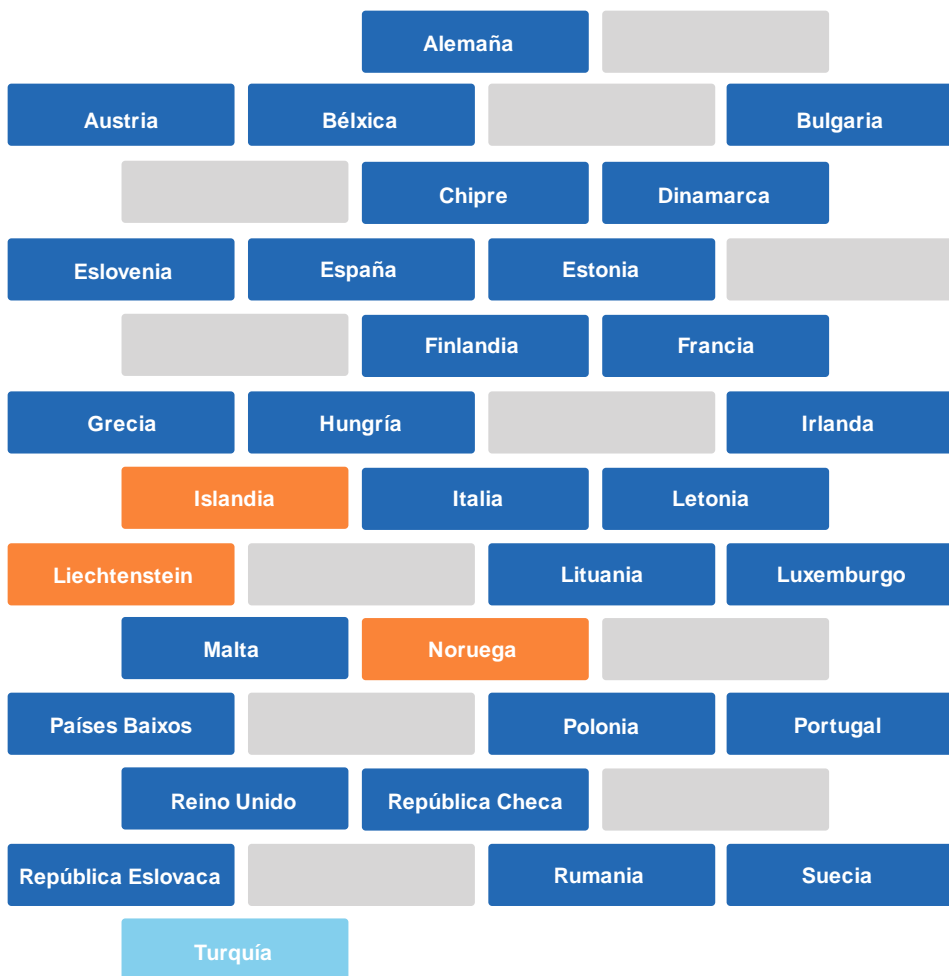 Alemaña
Austria
Bélxica
Bulgaria
Chipre
Dinamarca
Eslovenia
España
Estonia
Finlandia
Francia
Grecia
Hungría
Irlanda
Islandia
Italia
Letonia
Liechtenstein
Lituania
Luxemburgo
Malta
Noruega
Países Baixos
Polonia
Portugal
Reino Unido
República Checa
República Eslovaca
Rumania
Suecia
Turquía